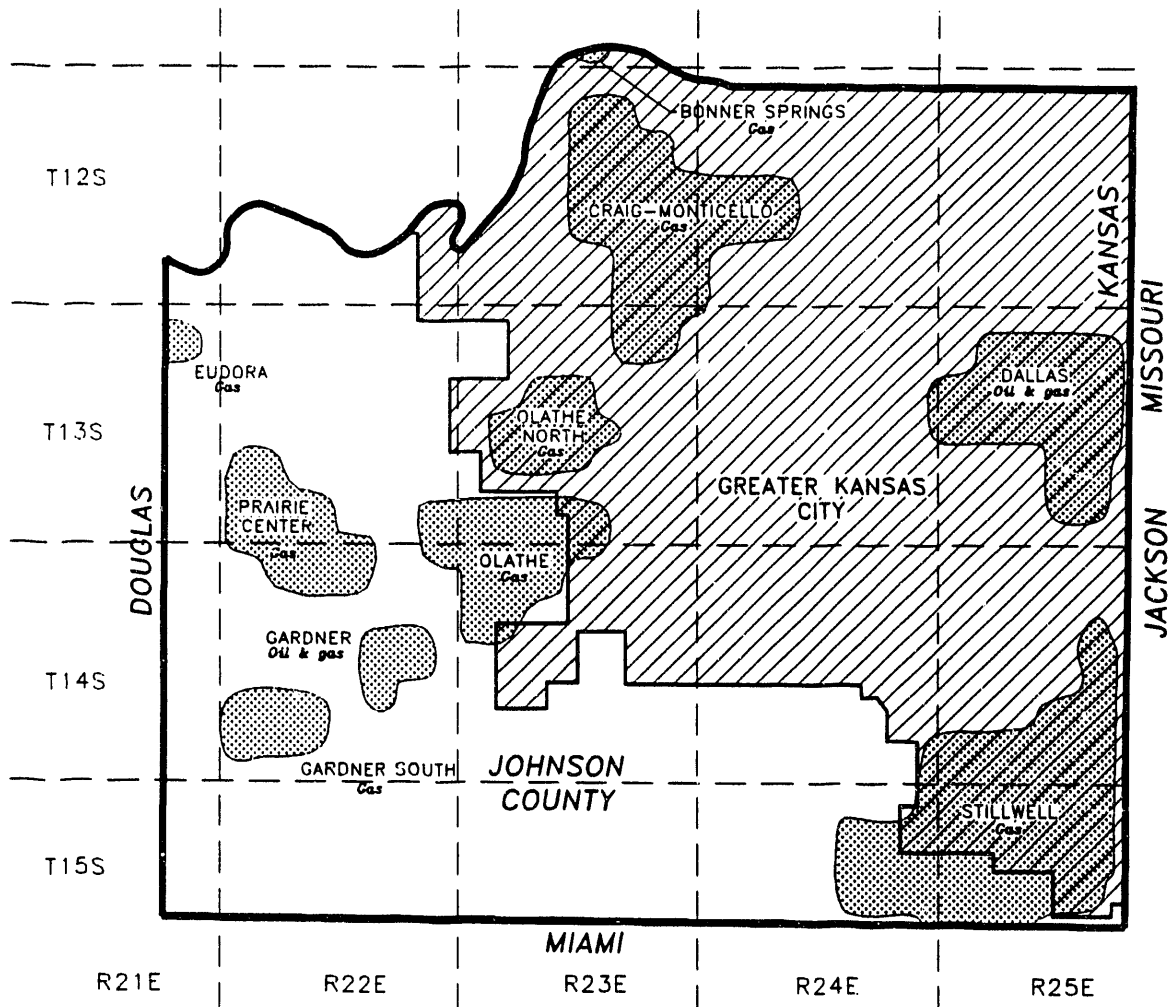 BONNER SPRINGS
Gas
T12S
CRAIG-MONTICELLO
Gas
KANSAS
MISSOURI
EUDORA
Gas
DALLAS
Oil & gas
T13S
OLATHE
NORTH
Gas
GREATER KANSAS
CITY
PRAIRIE
CENTER
Gas
DOUGLAS
OLATHE
Gas
JACKSON
GARDNER
Oil & gas
T14S
GARDNER SOUTH
Gas
JOHNSON
COUNTY
STILLWELL
Gas
T15S
MIAMI
R21E
R22E
R23E
R24E
R25E